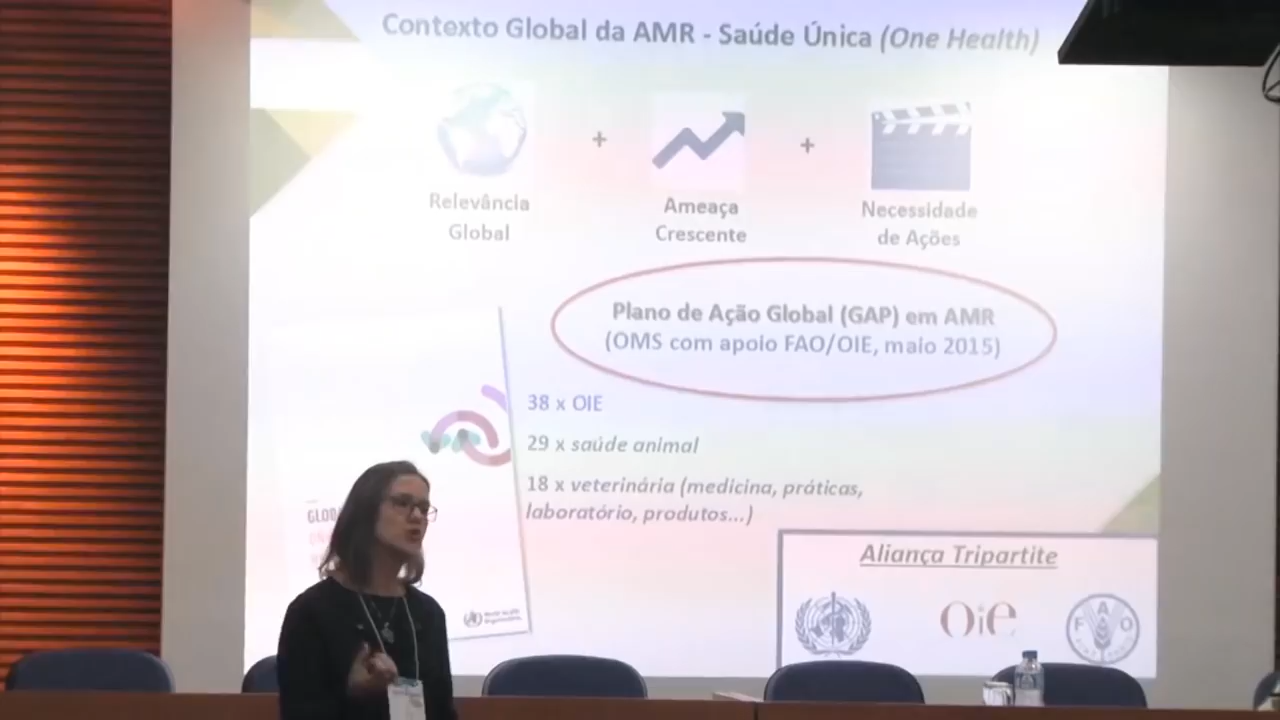 Contexto Global da AMR - Saúde Única (One Health)
+
+
Relevância
Global
Ameaça
Crescente
Necessidade
de Ações
Plano de Ação Global (GAP) em AMR
(OMS com apoio FAO/OIE, maio 2015)
38 x OIE
29 x saúde animal
18 x veterinária (medicina, práticas,
laboratório, produtos...)
Aliança Tripartite
Oie
FAO